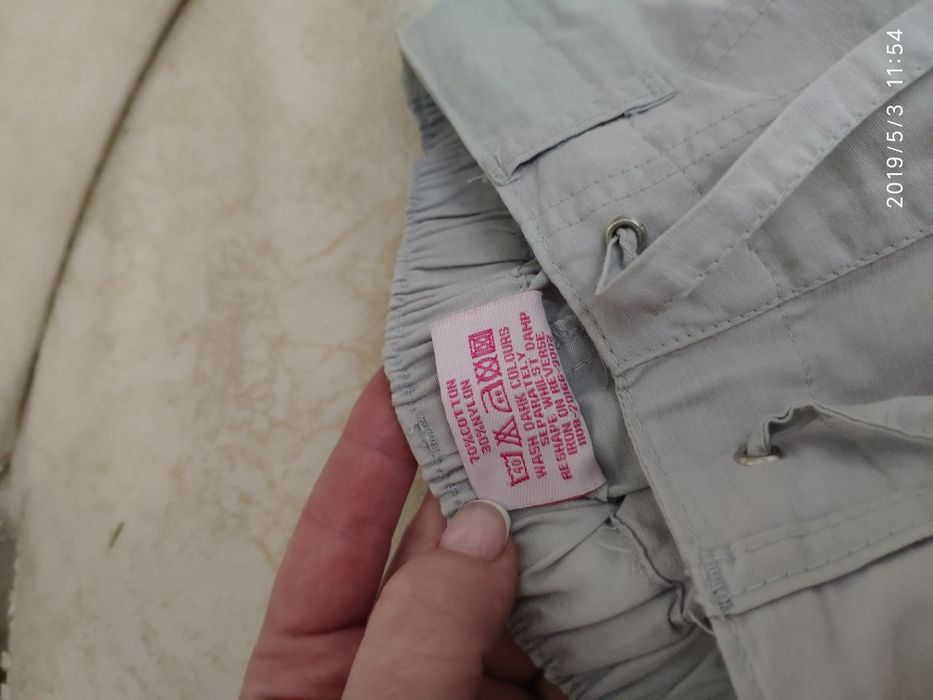 70%COTTON
30%NYLON
40
WASH DARK COLOURS
SEPARATELY
RESHAPE WHILST DAMP
IRON ON REVERSE
2019/5/3 11:54